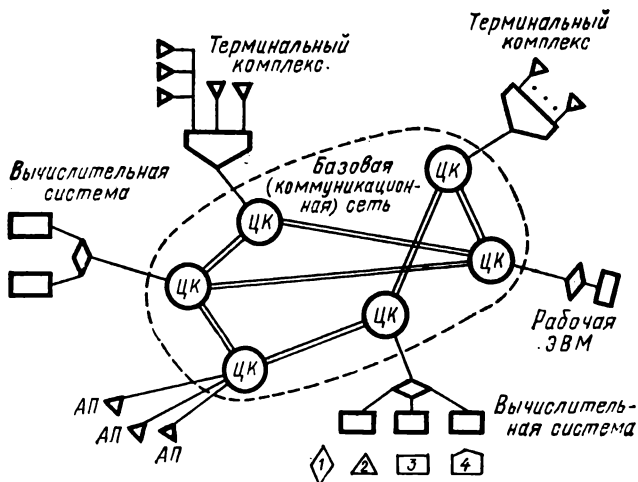 Терминальный
комплекс
Терминальный
комплекс.
Базовая
(коммуникацион-
ная) сеть
ЦК
Вычислительная
система
ЦК
ЦК
ЦК
ЦК
Рабочая
ЭВМ
ЦК
АП
АП
АП
Вычислитель-
ная система
1
2
3
4